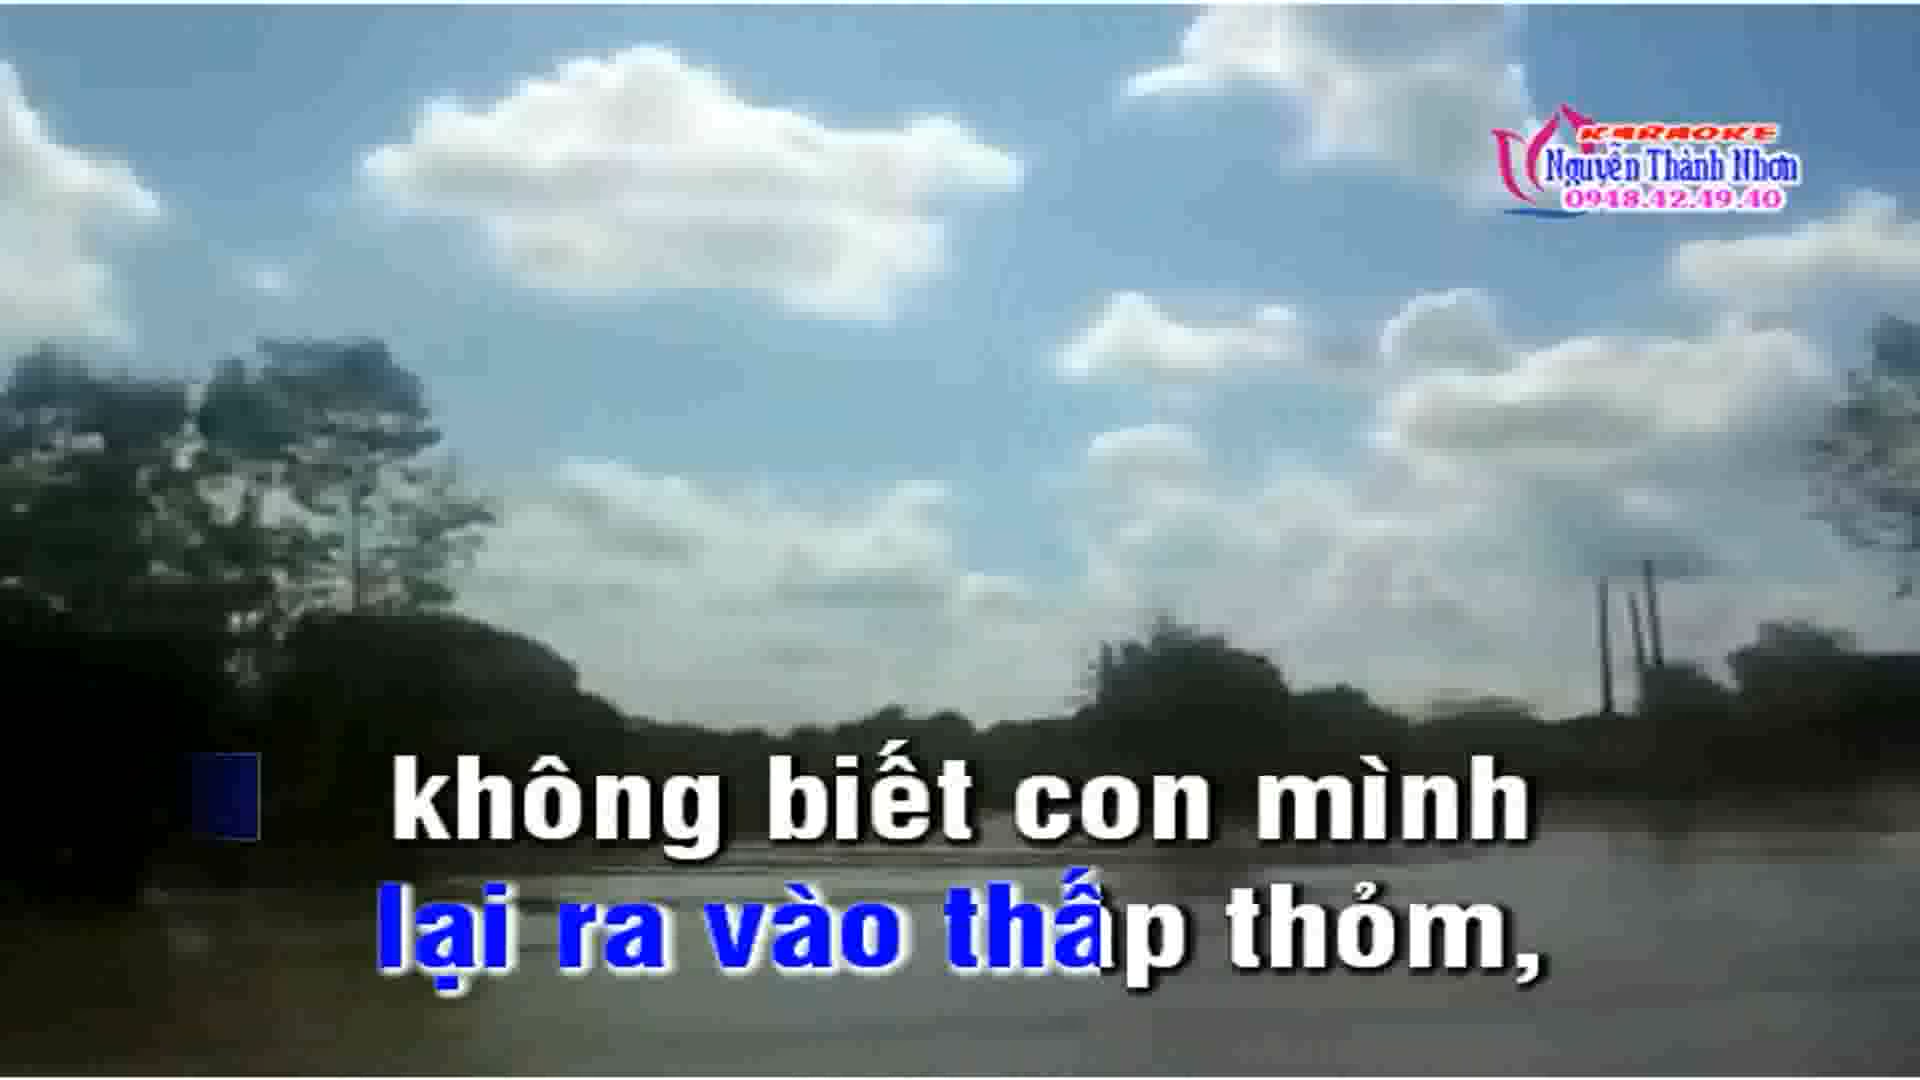 KARAOKE
Nguyễn Thành Nhơn
0948.42.49.40
không biết con mình
lại ra vào thấp thỏm,